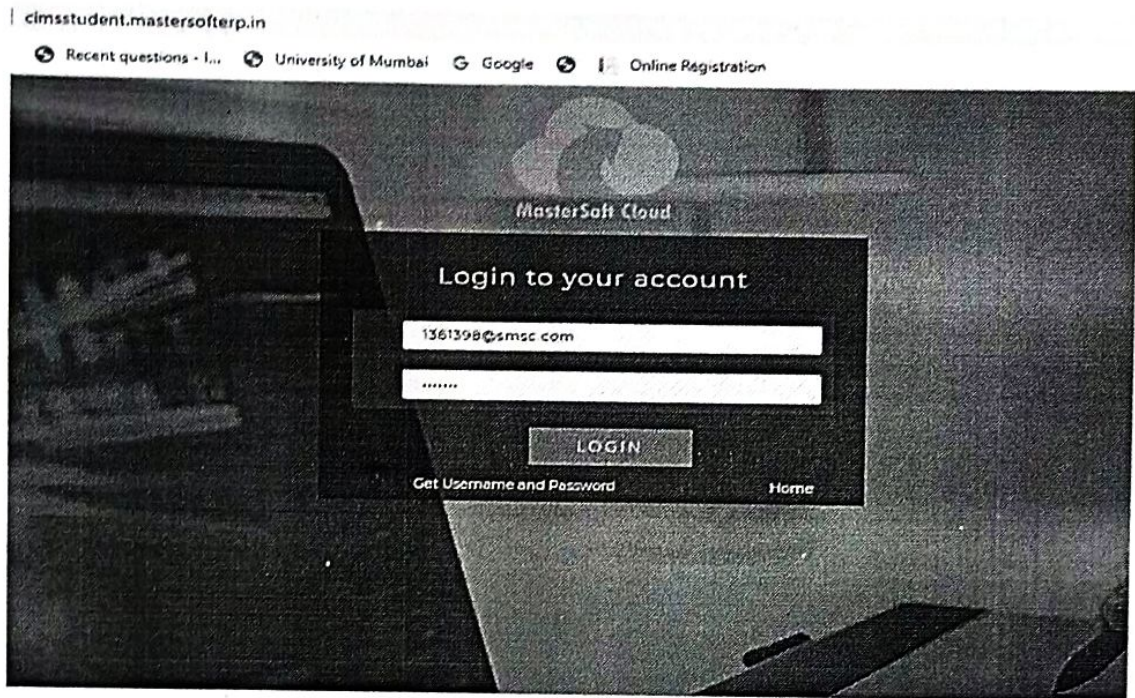 cimsstudent.mastersofterp.in
Recent questions - I... University of Mumbai G Google Online Registration
MasterSoft Cloud
Login to your account
1361398@smsc.com
.......
LOGIN
Get Username and Password Home